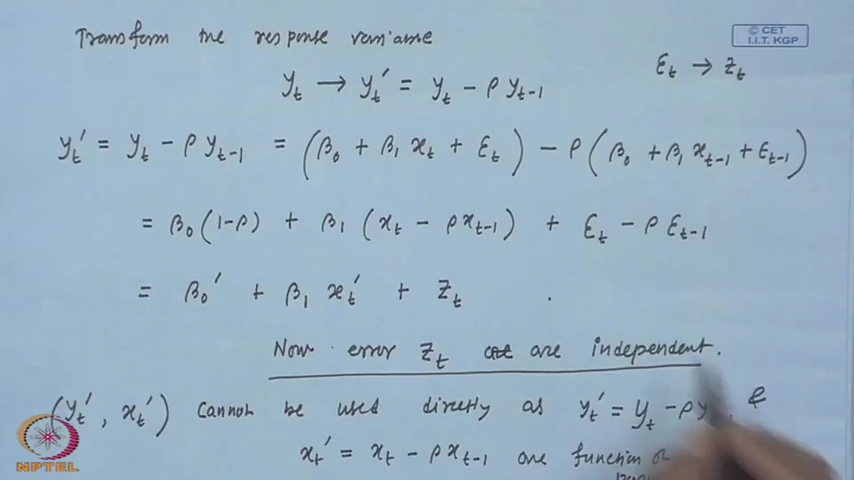 Transform the response variable
© CET
I.I.T. KGP
y_t → y_t' = y_t - ρ y_{t-1}
ε_t → z_t
y_t' = y_t - ρ y_{t-1} = (β_0 + β_1 x_t + ε_t) - ρ (β_0 + β_1 x_{t-1} + ε_{t-1})
= β_0 (1-ρ) + β_1 (x_t - ρ x_{t-1}) + ε_t - ρ ε_{t-1}
= β_0' + β_1 x_t' + z_t .
Now error z_t are independent.
(y_t', x_t') cannot be used directly as y_t' = y_t - ρ y &
x_t' = x_t - ρ x_{t-1} are function of
NPTEL